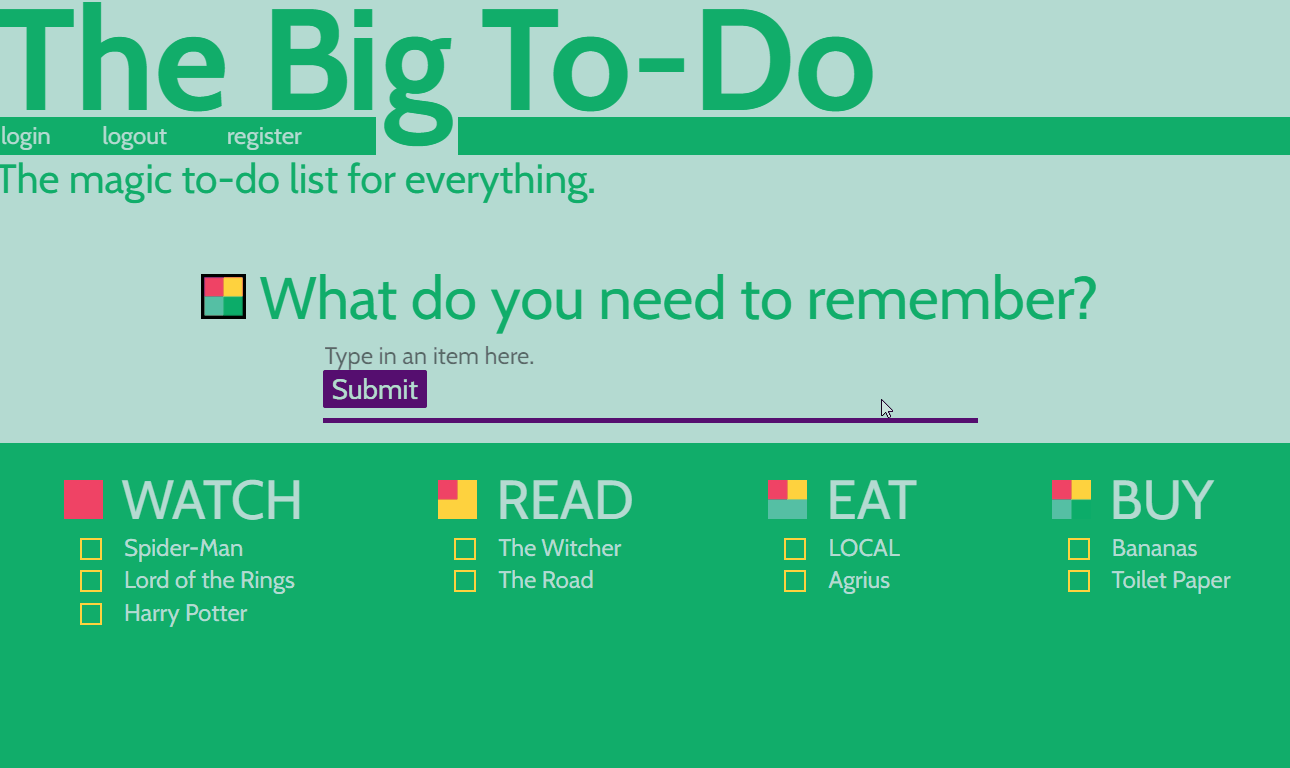 The Big To-Do
login logout register
The magic to-do list for everything.
What do you need to remember?
Type in an item here.
Submit
WATCH
Spider-Man
Lord of the Rings
Harry Potter
READ
The Witcher
The Road
EAT
LOCAL
Agrius
BUY
Bananas
Toilet Paper